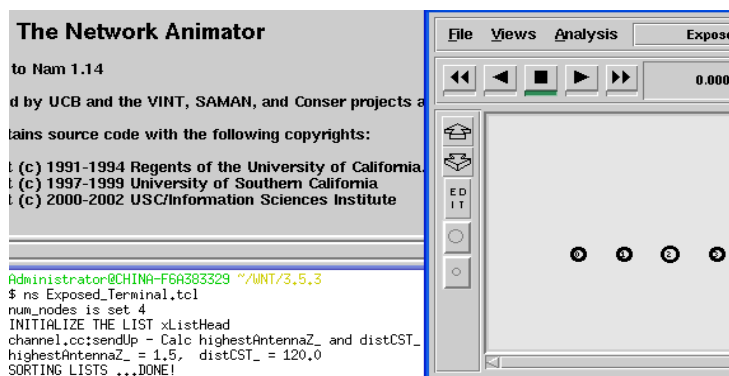 The Network Animator
to Nam 1.14
d by UCB and the VINT, SAMAN, and Conser projects a
tains source code with the following copyrights:
t (c) 1991-1994 Regents of the University of California.
t (c) 1997-1999 University of Southern California
t (c) 2000-2002 USC/Information Sciences Institute
Administrator@CHINA-F6A383329 ~/WNT/3.5.3
$ ns Exposed_Terminal.tcl
num_nodes is set 4
INITIALIZE THE LIST xListHead
channel.cc:sendUp - Calc highestAntennaZ_ and distCST_
highestAntennaZ_ = 1.5,  distCST_ = 120.0
SORTING LISTS ...DONE!
File Views Analysis Expose
0.000
ED
IT
0 1 2 3